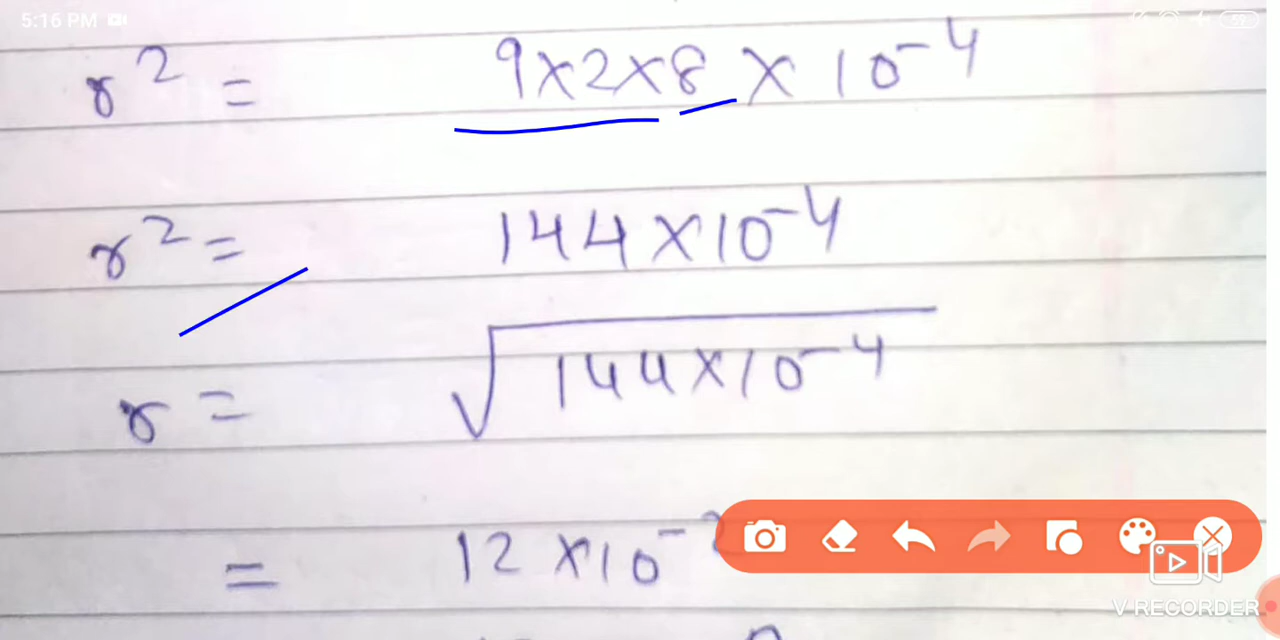 5:16 PM
59
r² = 9×2×8 × 10⁻⁴
r² = 144×10⁻⁴
r = √144×10⁻⁴
= 12 ×10⁻
V RECORDER